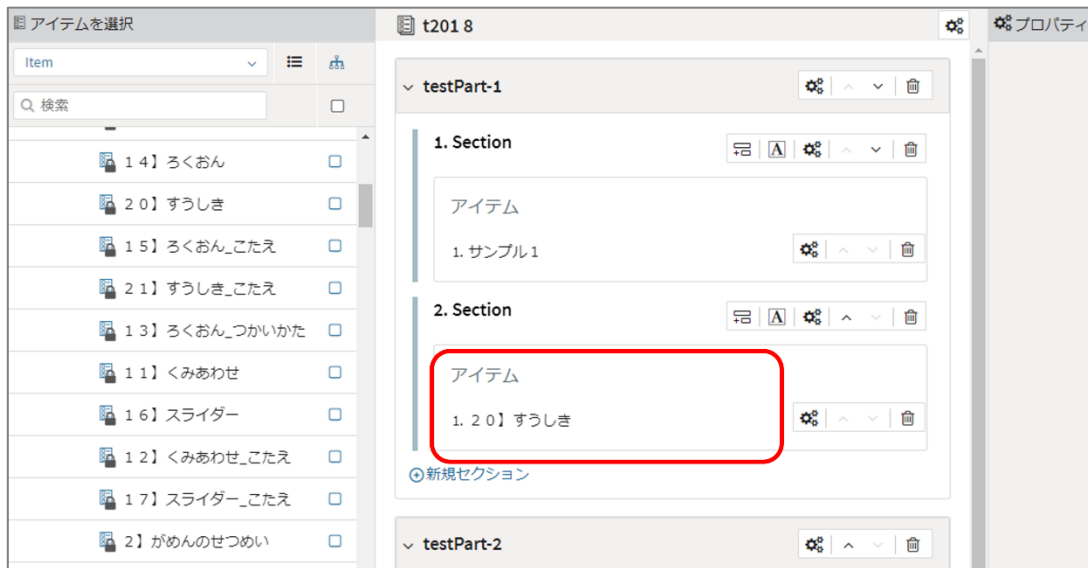 アイテムを選択
Item
検索
１４】ろくおん
２０】すうしき
１５】ろくおん_こたえ
２１】すうしき_こたえ
１３】ろくおん_つかいかた
１１】くみあわせ
１６】スライダー
１２】くみあわせ_こたえ
１７】スライダー_こたえ
2】がめんのせつめい
t201 8
testPart-1
1. Section
A
アイテム
1. サンプル１
2. Section
A
アイテム
1. ２０】すうしき
新規セクション
testPart-2
プロパティ